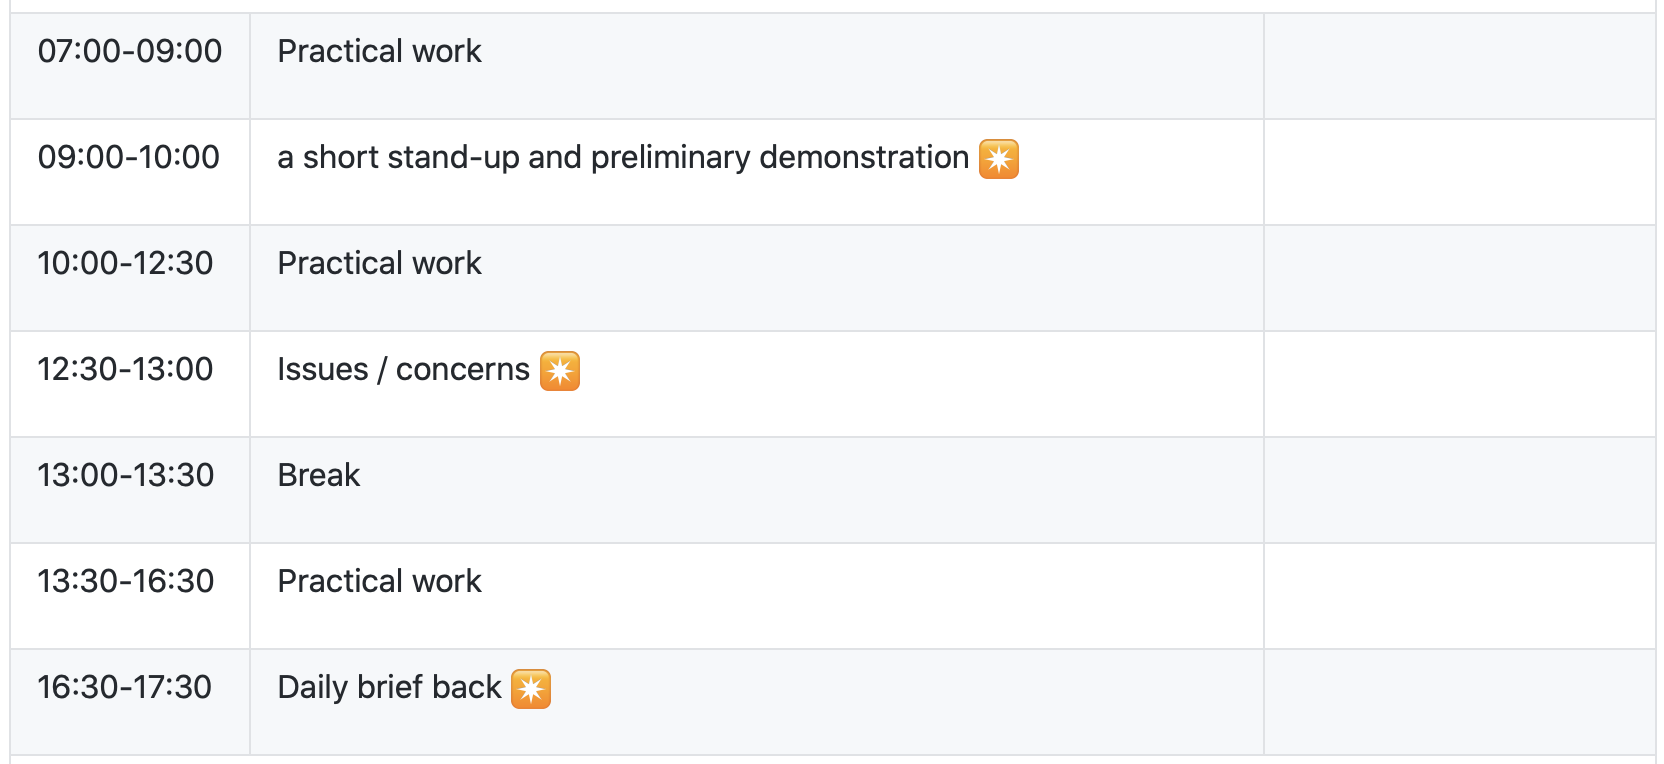 07:00-09:00 Practical work
09:00-10:00 a short stand-up and preliminary demonstration ✴️
10:00-12:30 Practical work
12:30-13:00 Issues / concerns ✴️
13:00-13:30 Break
13:30-16:30 Practical work
16:30-17:30 Daily brief back ✴️